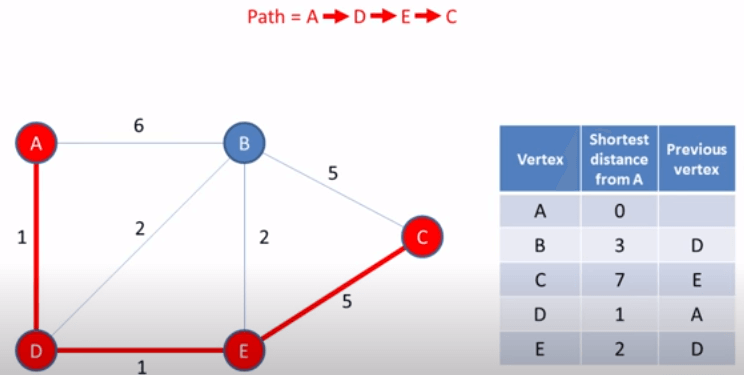 Path = A → D → E → C
6
A
B
5
1
2
2
C
5
D
E
1
Vertex Shortest distance from A Previous vertex
A 0
B 3 D
C 7 E
D 1 A
E 2 D